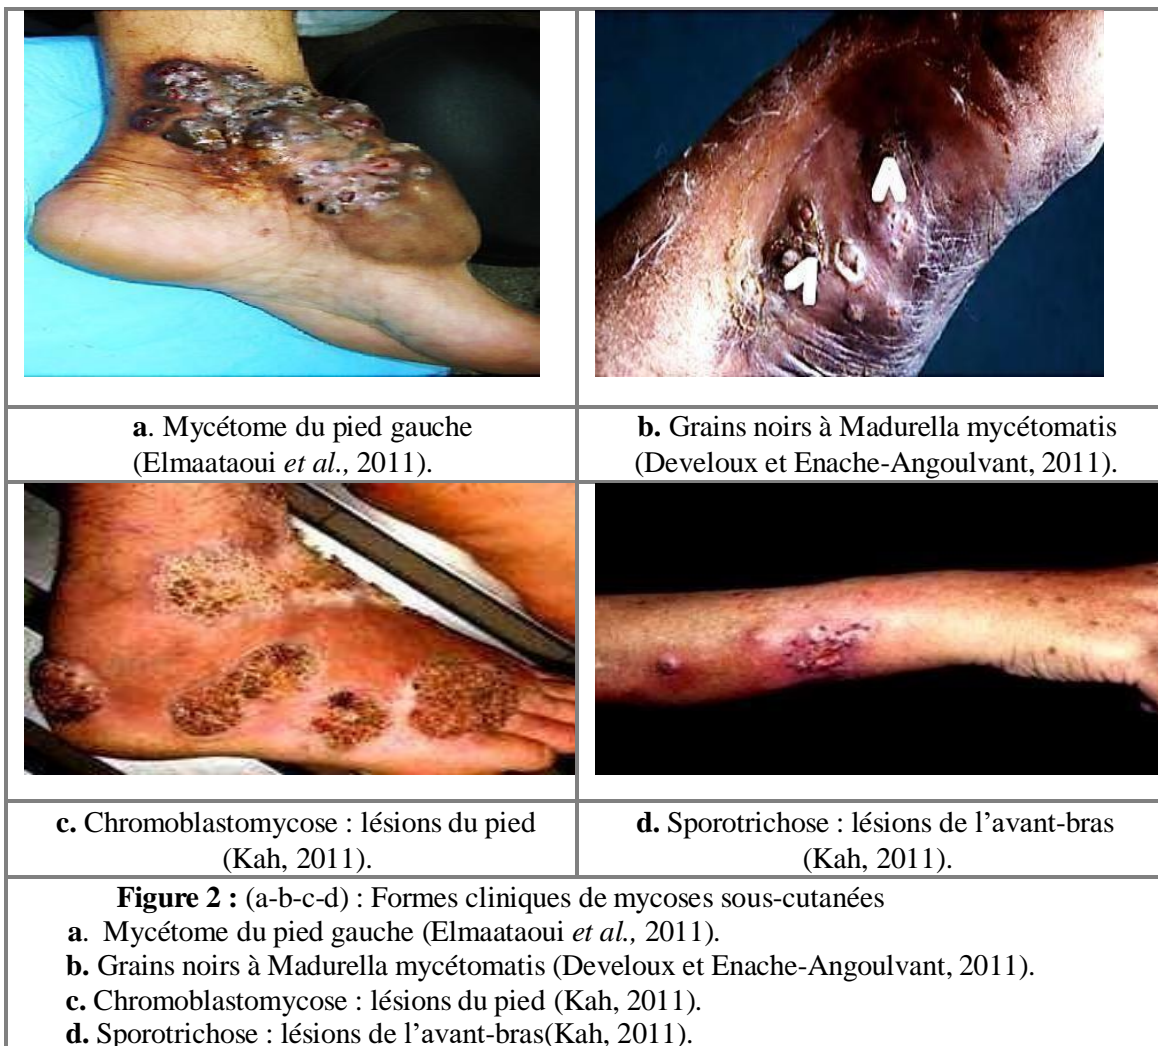 a. Mycétome du pied gauche
(Elmaataoui et al., 2011).
b. Grains noirs à Madurella mycétomatis
(Develoux et Enache-Angoulvant, 2011).
c. Chromoblastomycose : lésions du pied
(Kah, 2011).
d. Sporotrichose : lésions de l’avant-bras
(Kah, 2011).
Figure 2 : (a-b-c-d) : Formes cliniques de mycoses sous-cutanées
a. Mycétome du pied gauche (Elmaataoui et al., 2011).
b. Grains noirs à Madurella mycétomatis (Develoux et Enache-Angoulvant, 2011).
c. Chromoblastomycose : lésions du pied (Kah, 2011).
d. Sporotrichose : lésions de l’avant-bras(Kah, 2011).